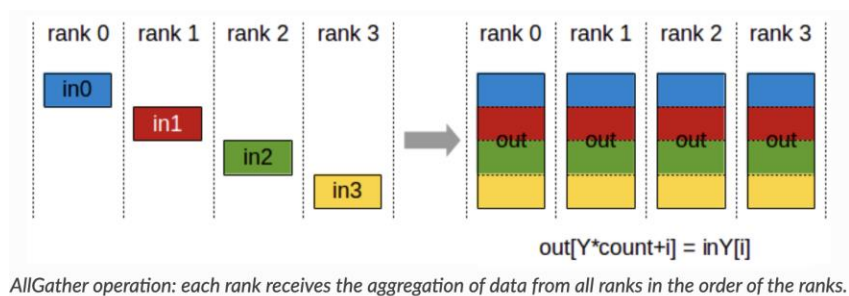 rank 0 rank 1 rank 2 rank 3 rank 0 rank 1 rank 2 rank 3
in0
in1
out out out out
in2
in3
out[Y*count+i] = inY[i]
AllGather operation: each rank receives the aggregation of data from all ranks in the order of the ranks.